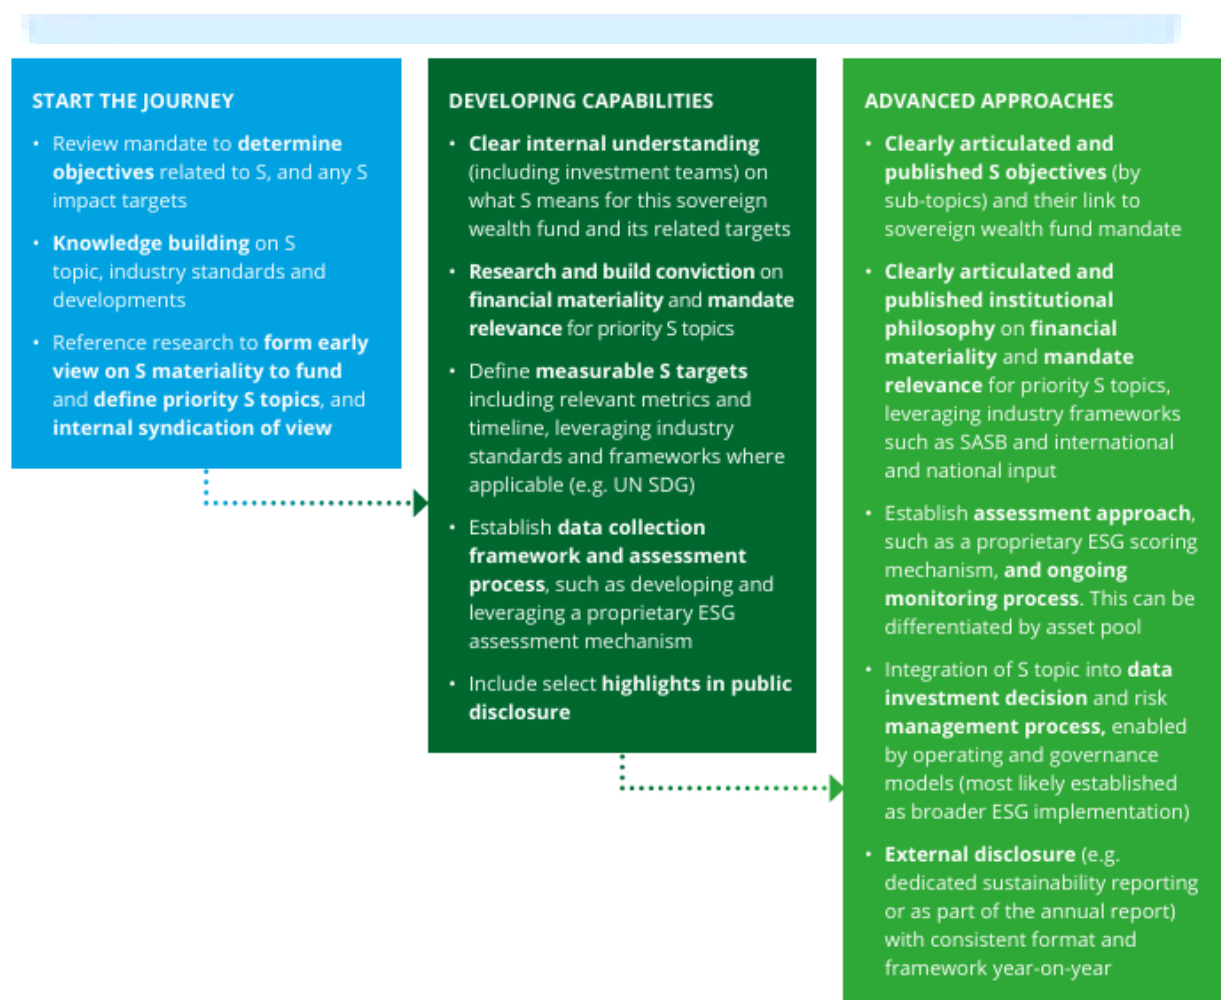 START THE JOURNEY
• Review mandate to determine
objectives related to S, and any S
impact targets
• Knowledge building on S
topic, industry standards and
developments
• Reference research to form early
view on S materiality to fund
and define priority S topics, and
internal syndication of view
DEVELOPING CAPABILITIES
• Clear internal understanding
(including investment teams) on
what S means for this sovereign
wealth fund and its related targets
• Research and build conviction on
financial materiality and mandate
relevance for priority S topics
• Define measurable S targets
including relevant metrics and
timeline, leveraging industry
standards and frameworks where
applicable (e.g. UN SDG)
• Establish data collection
framework and assessment
process, such as developing and
leveraging a proprietary ESG
assessment mechanism
• Include select highlights in public
disclosure
ADVANCED APPROACHES
• Clearly articulated and
published S objectives (by
sub-topics) and their link to
sovereign wealth fund mandate
• Clearly articulated and
published institutional
philosophy on financial
materiality and mandate
relevance for priority S topics,
leveraging industry frameworks
such as SASB and international
and national input
• Establish assessment approach,
such as a proprietary ESG scoring
mechanism, and ongoing
monitoring process. This can be
differentiated by asset pool
• Integration of S topic into data
investment decision and risk
management process, enabled
by operating and governance
models (most likely established
as broader ESG implementation)
• External disclosure (e.g.
dedicated sustainability reporting
or as part of the annual report)
with consistent format and
framework year-on-year